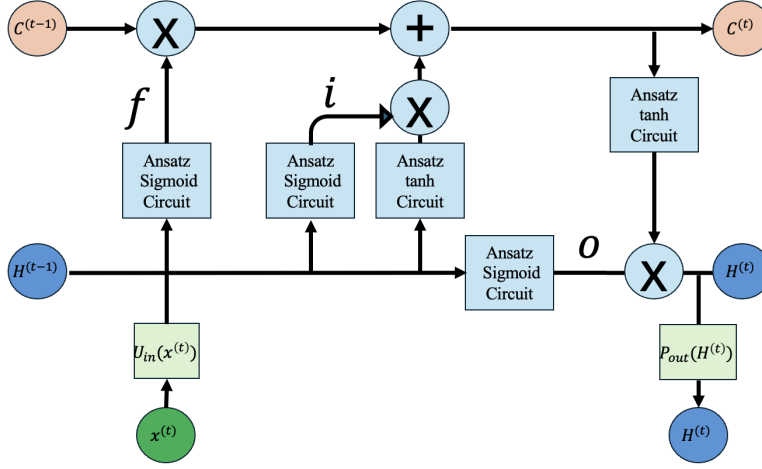 C^(t-1)
X
+
C^(t)
f
i
X
Ansatz
tanh
Circuit
Ansatz
Sigmoid
Circuit
Ansatz
Sigmoid
Circuit
Ansatz
tanh
Circuit
H^(t-1)
Ansatz
Sigmoid
Circuit
O
X
H^(t)
U_in(x^(t))
P_out(H^(t))
x^(t)
H^(t)